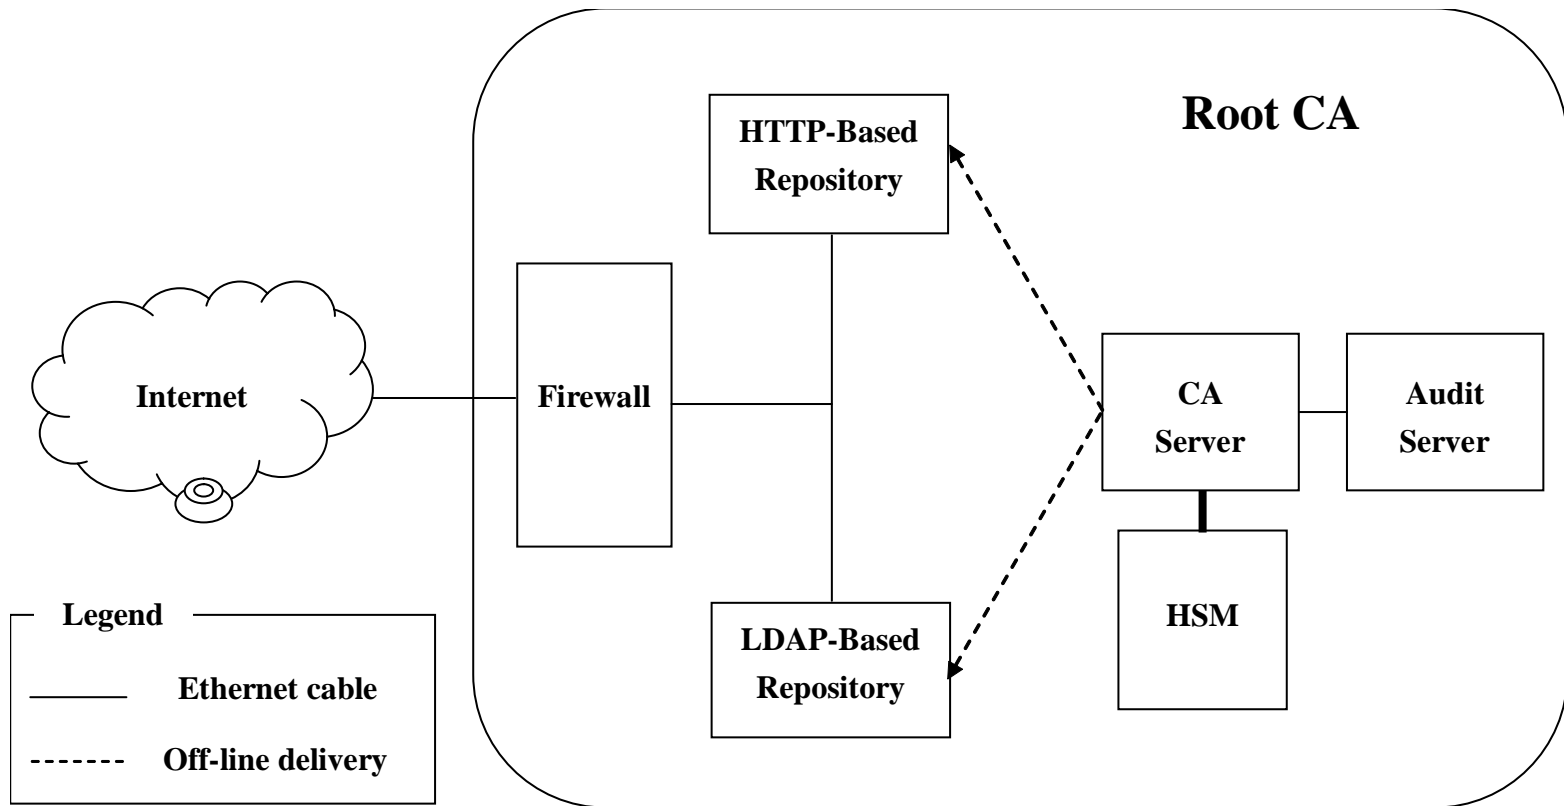 Root CA
HTTP-Based
Repository
Internet
Firewall
CA
Server
Audit
Server
LDAP-Based
Repository
HSM
Legend
Ethernet cable
Off-line delivery